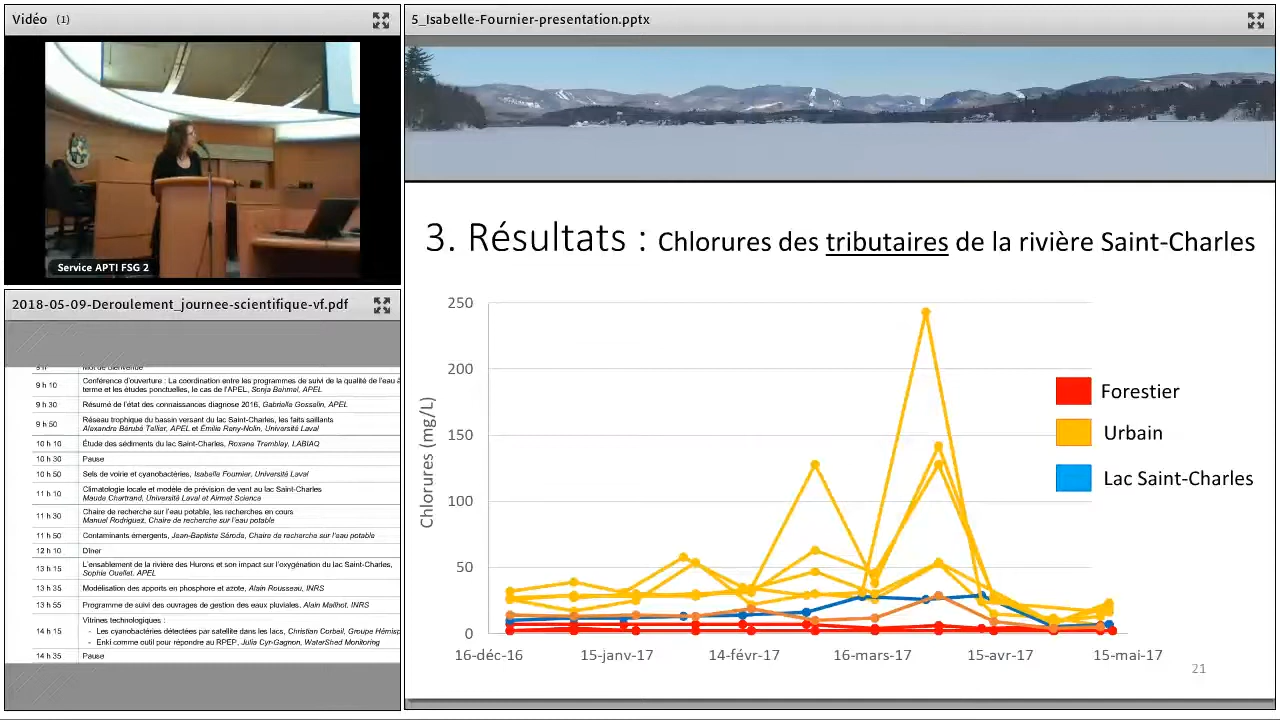 Vidéo (1)
Service APTI FSG 2
2018-05-09-Deroulement_journee-scientifique-vf.pdf
9 h 10 Conférence d'ouverture : La coordination entre les programmes de suivi de la qualité de l'eau à
terme et les études ponctuelles, le cas de l'APEL, Sonja Behmel, APEL
9 h 30 Résumé de l'état des connaissances diagnose 2016, Gabrielle Gosselin, APEL
9 h 50 Réseau trophique du bassin versant du lac Saint-Charles, les faits saillants
Alexandre Bérubé Tellier, APEL et Émilie Reny-Nolin, Université Laval
10 h 10 Étude des sédiments du lac Saint-Charles, Roxane Tremblay, LABIAQ
10 h 30 Pause
10 h 50 Sels de voirie et cyanobactéries, Isabelle Fournier, Université Laval
11 h 10 Climatologie locale et modèle de prévision de vent au lac Saint-Charles
Maude Chartrand, Université Laval et Airmet Science
11 h 30 Chaire de recherche sur l'eau potable, les recherches en cours
Manuel Rodriguez, Chaire de recherche sur l'eau potable
11 h 50 Contaminants émergents, Jean-Baptiste Sérodes, Chaire de recherche sur l'eau potable
12 h 10 Dîner
13 h 15 L'ensablement de la rivière des Hurons et son impact sur l'oxygénation du lac Saint-Charles,
Sophie Ouellet, APEL
13 h 35 Modélisation des apports en phosphore et azote, Alain Rousseau, INRS
13 h 55 Programme de suivi des ouvrages de gestion des eaux pluviales. Alain Mailhot, INRS
Vitrines technologiques :
14 h 15 - Les cyanobactéries détectées par satellite dans les lacs, Christian Corbeil, Groupe Hémisp
- Enki comme outil pour répondre au RPEP, Julia Cyr-Gagnon, WaterShed Monitoring
14 h 35 Pause
5_Isabelle-Fournier-presentation.pptx
3. Résultats : Chlorures des tributaires de la rivière Saint-Charles
Chlorures (mg/L)
250
200
150
100
50
0
16-déc-16 15-janv-17 14-févr-17 16-mars-17 15-avr-17 15-mai-17
Forestier
Urbain
Lac Saint-Charles
21